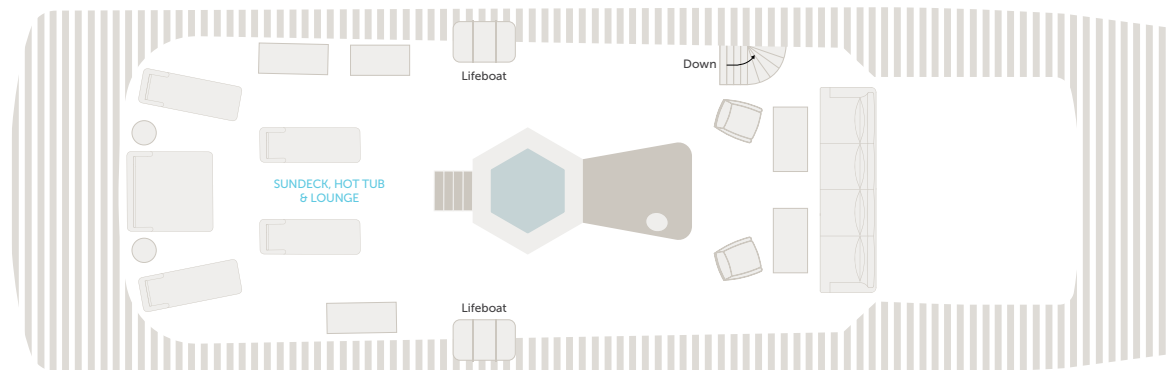 Lifeboat
Down
SUNDECK, HOT TUB
& LOUNGE
Lifeboat